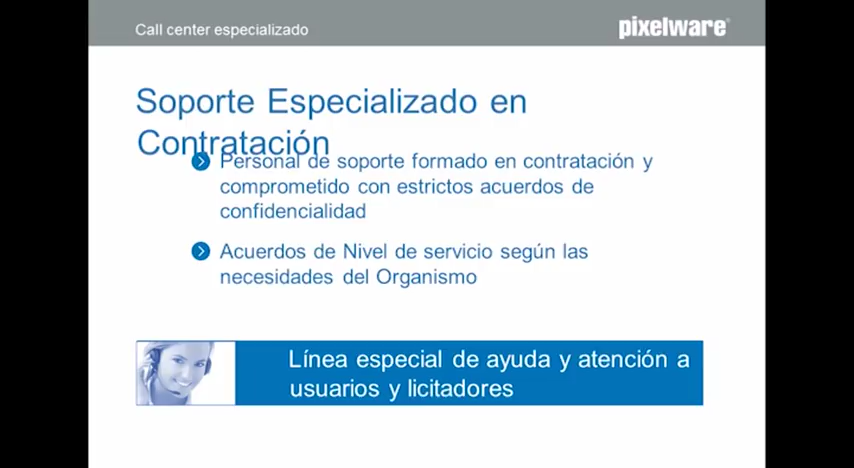 Call center especializado
pixelware
Soporte Especializado en
Contratación
Personal de soporte formado en contratación y
comprometido con estrictos acuerdos de
confidencialidad
Acuerdos de Nivel de servicio según las
necesidades del Organismo
Línea especial de ayuda y atención a
usuarios y licitadores